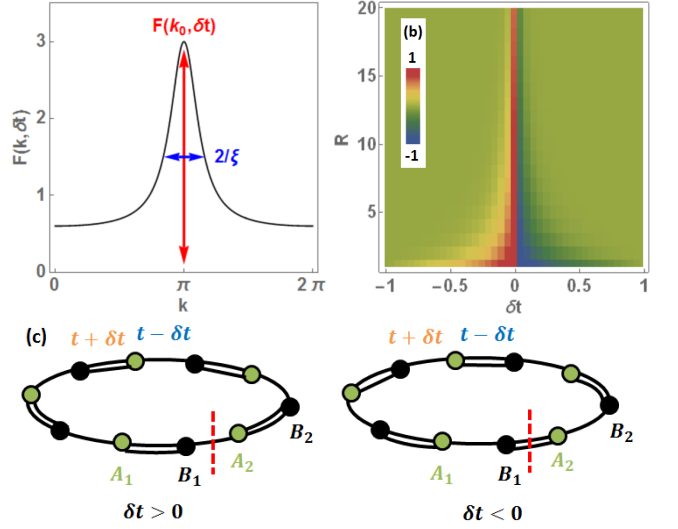 F(k₀,δt)
3
2
1
0
F(k,δt)
2/ξ
0
π
2 π
k
(b)
1
-1
20
15
10
5
R
-1
-0.5
0
0.5
1
δt
(c)
t + δt
t − δt
B₂
A₁
B₁
A₂
δt > 0
t + δt
t − δt
B₂
A₁
B₁
A₂
δt < 0